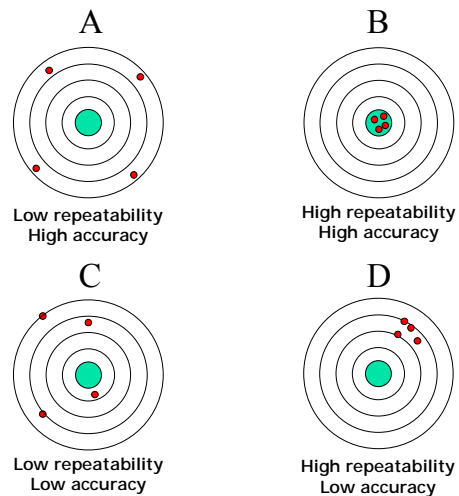 A
B
Low repeatability
High accuracy
High repeatability
High accuracy
C
D
Low repeatability
Low accuracy
High repeatability
Low accuracy